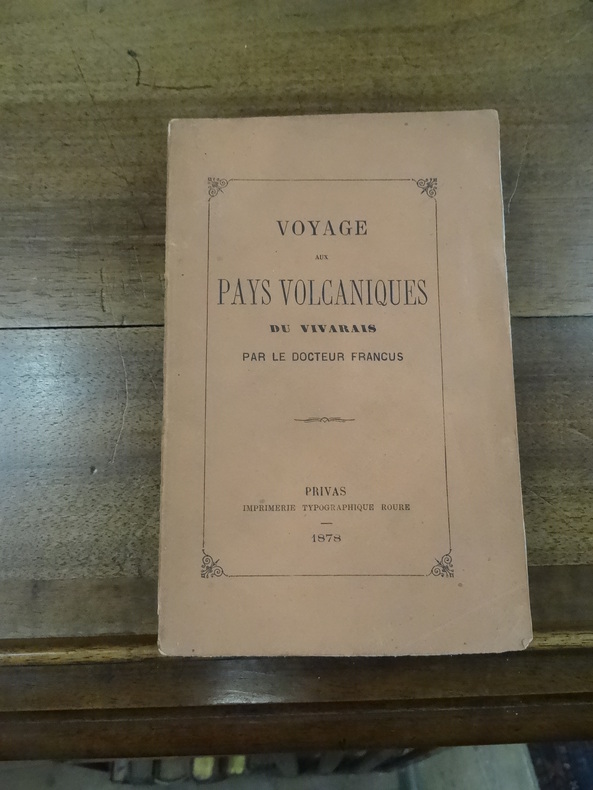 VOYAGE
AUX
PAYS VOLCANIQUES
DU VIVARAIS
PAR LE DOCTEUR FRANCUS
PRIVAS
IMPRIMERIE TYPOGRAPHIQUE ROURE
1878